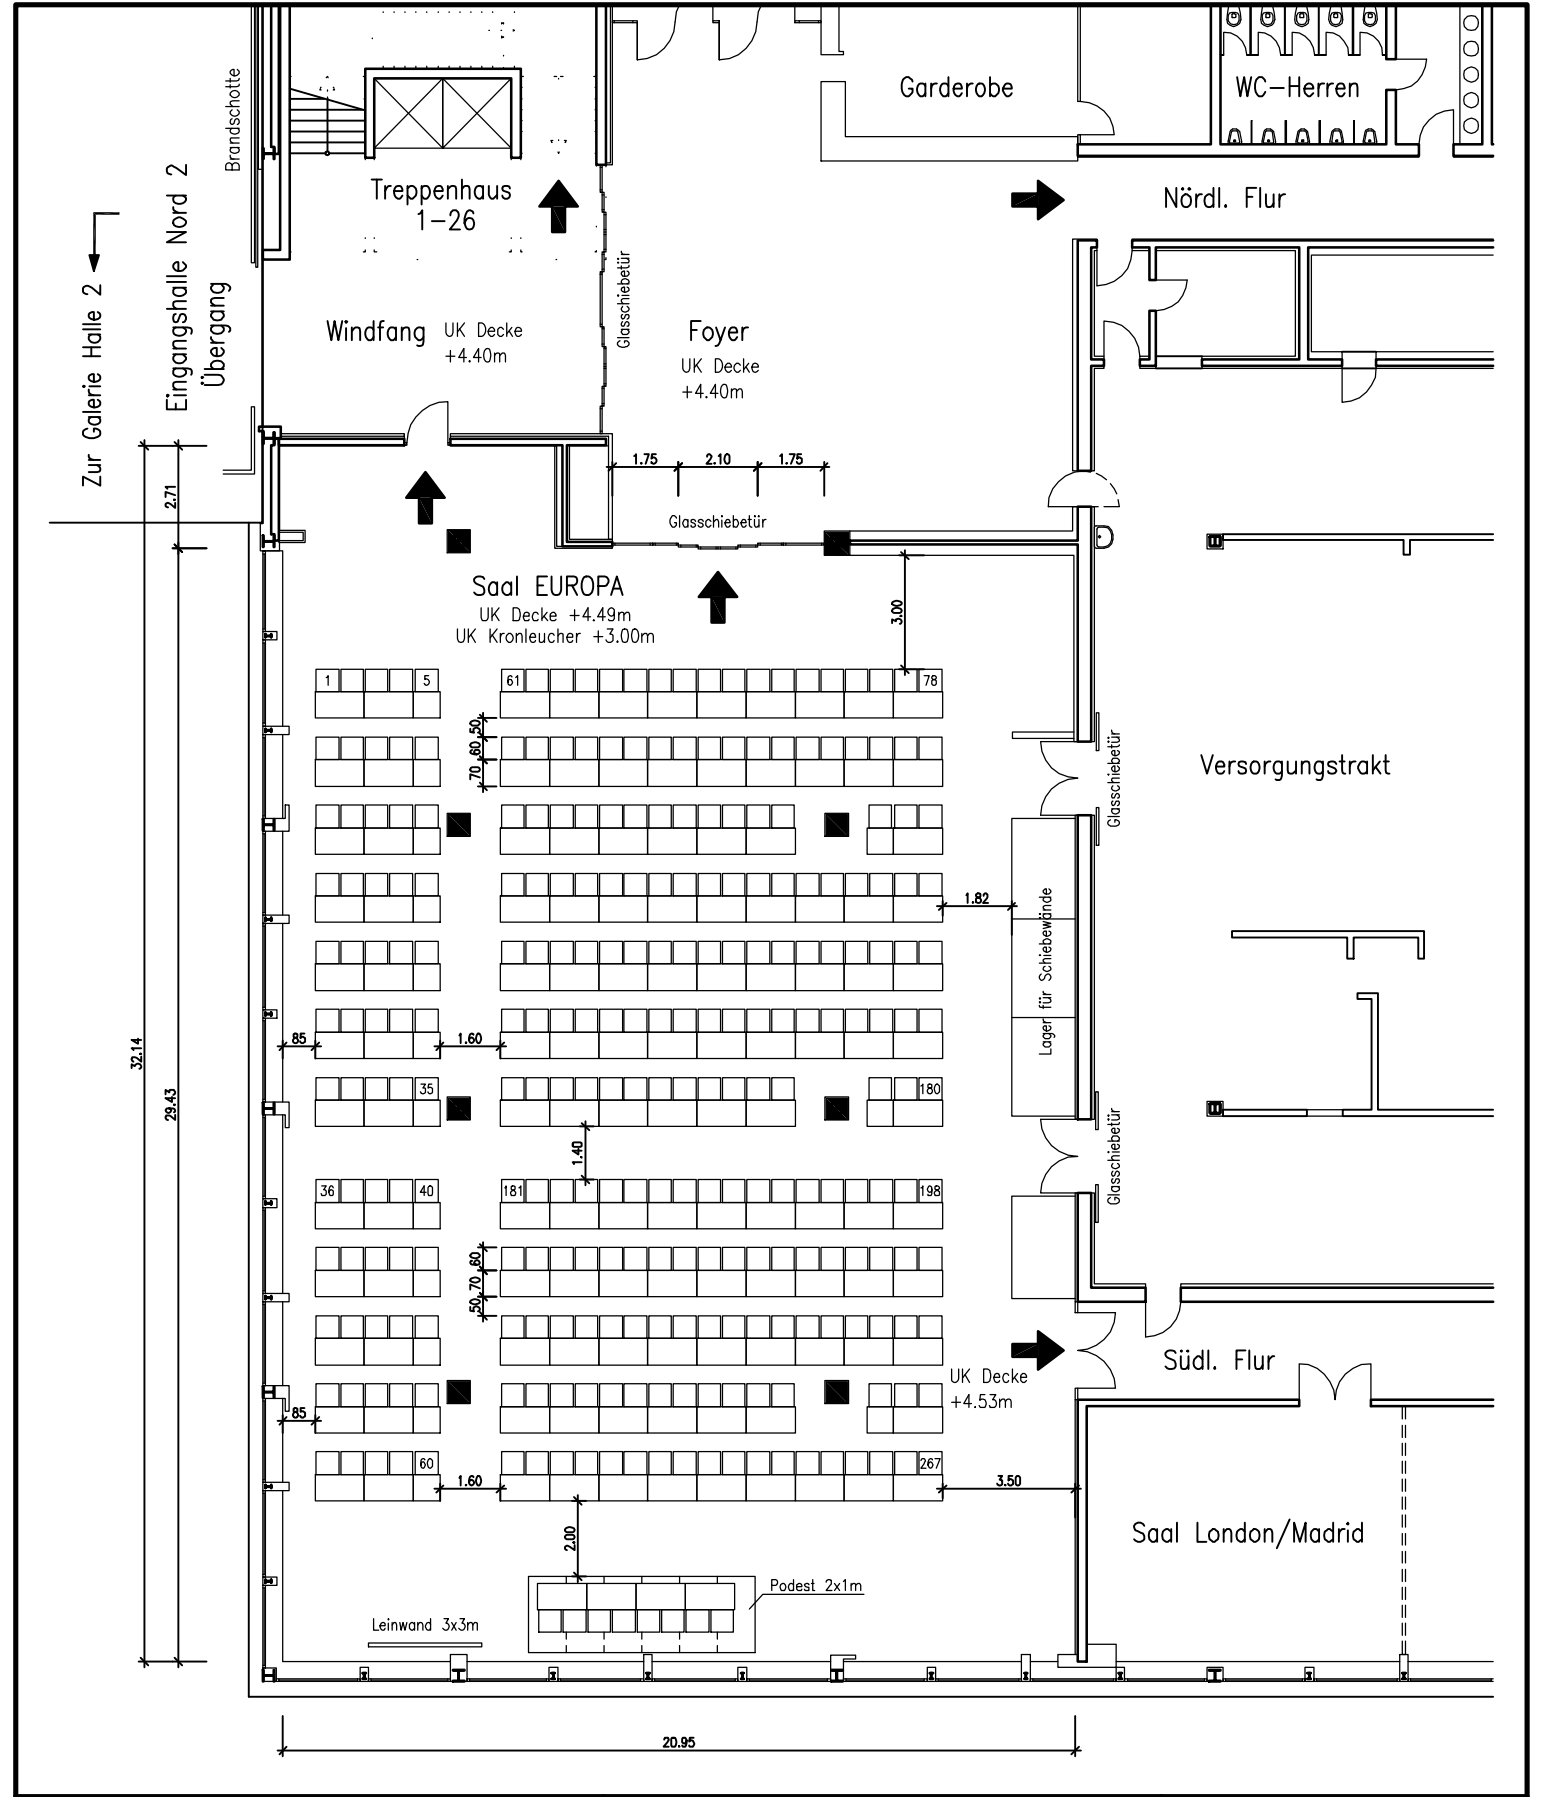 Garderobe
WC-Herren
Brandschotte
Treppenhaus
1-26
Nördl. Flur
Zur Galerie Halle 2
Eingangshalle Nord 2
Übergang
Windfang
UK Decke
+4.40m
Glasschiebetür
Foyer
UK Decke
+4.40m
1.75
2.10
1.75
2.71
Glasschiebetür
Saal EUROPA
UK Decke +4.49m
UK Kronleucher +3.00m
3.00
1
5
61
78
50
60
70
Glasschiebetür
Versorgungstrakt
1.82
Lager für Schiebewände
85
1.60
32.14
29.43
35
180
1.40
Glasschiebetür
36
40
181
198
60
70
50
Südl. Flur
UK Decke
+4.53m
85
60
267
1.60
3.50
2.00
Saal London/Madrid
Podest 2x1m
Leinwand 3x3m
20.95